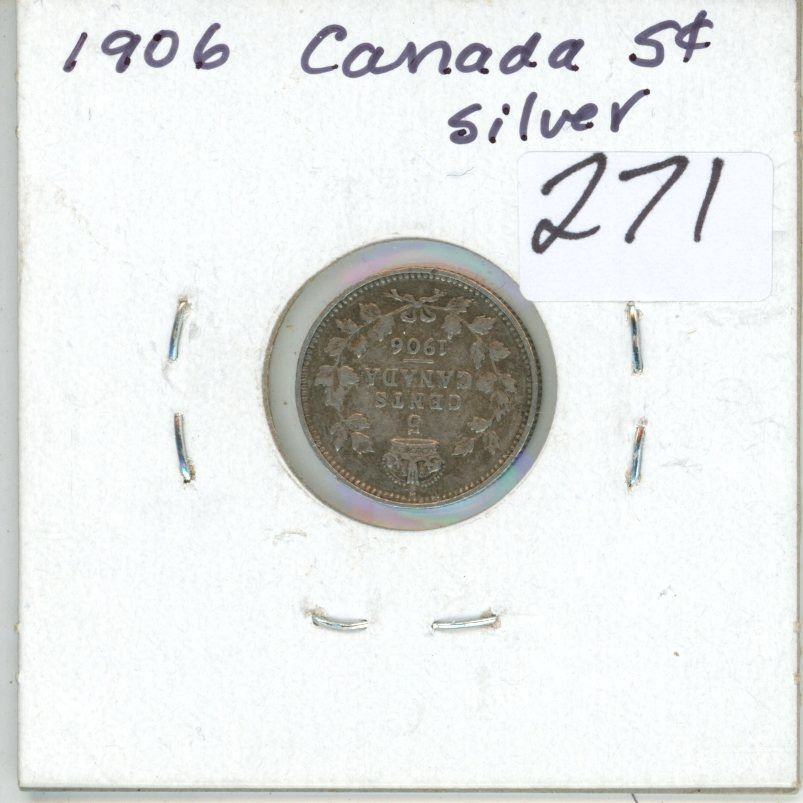 1906 Canada 5¢
silver
271
5
CENTS
CANADA
1906